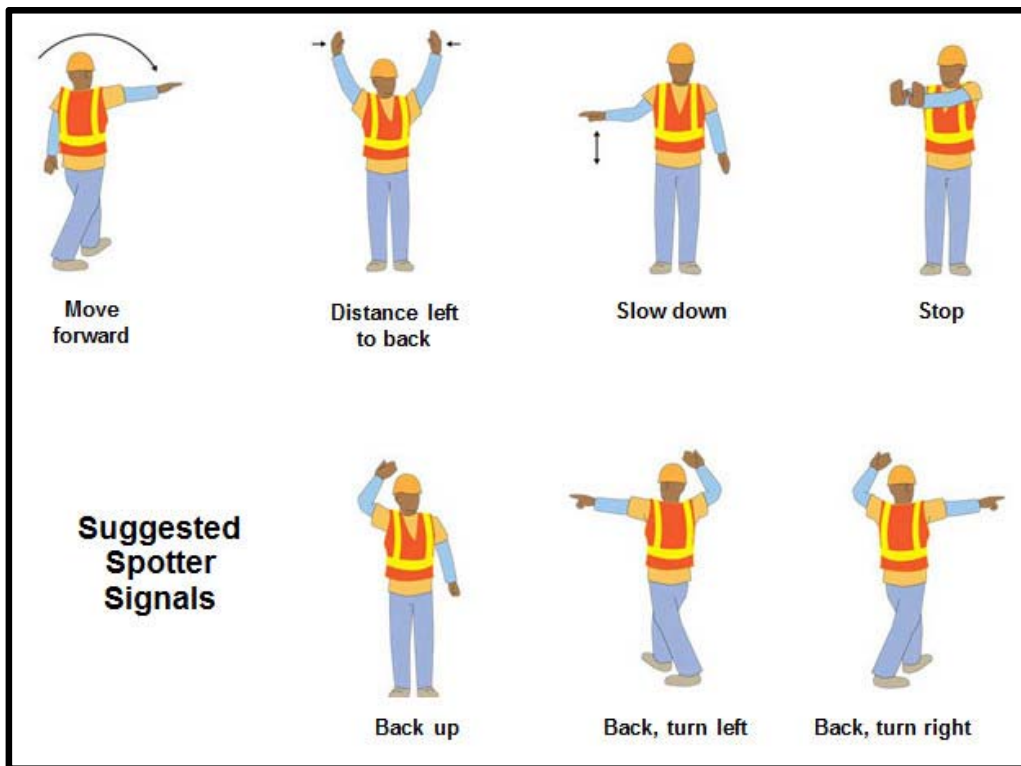 Move
forward
Distance left
to back
Slow down
Stop
Suggested
Spotter
Signals
Back up
Back, turn left
Back, turn right